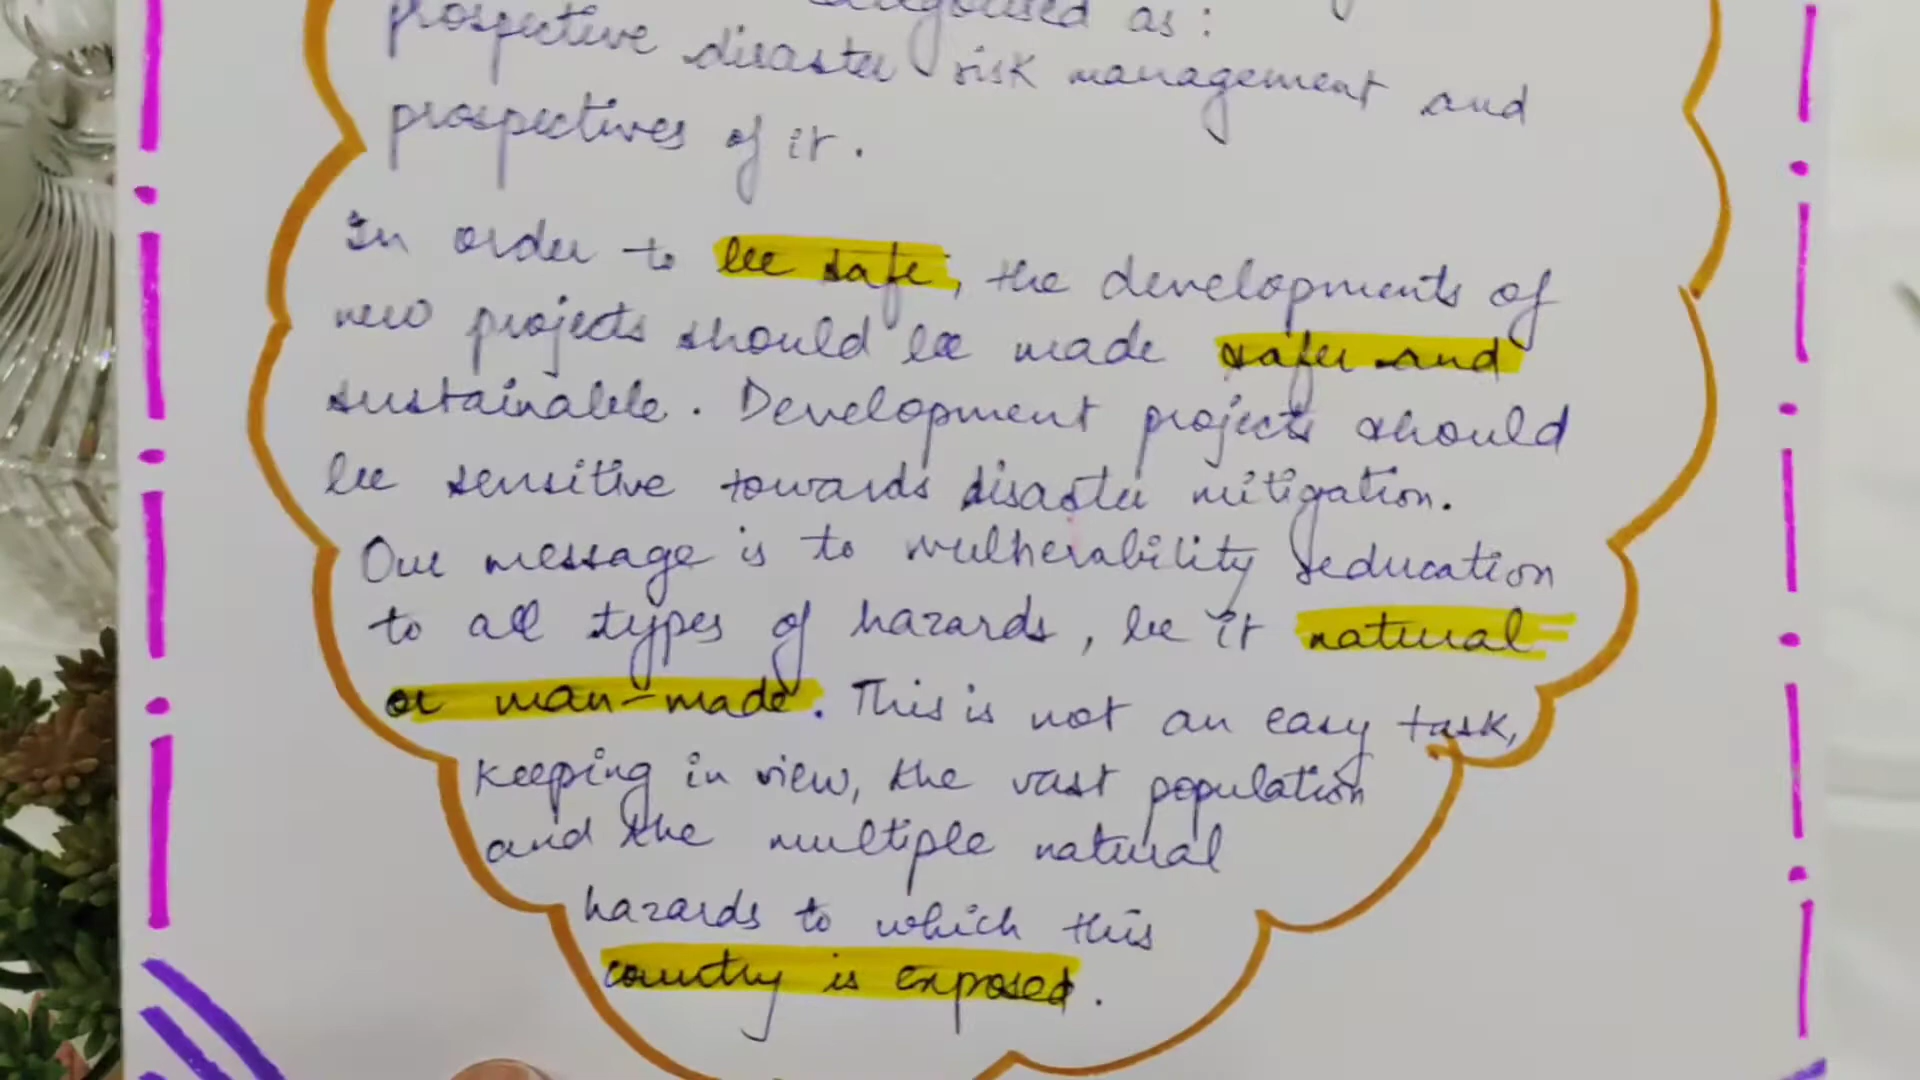 as :
prospective disaster risk management and
prospectives of it.
In order to be safe, the developments of
new projects should be made safer and
sustainable. Development projects should
be sensitive towards disaster mitigation.
Our message is to vulnerability seducation
to all types of hazards, be it natural
or man-made. This is not an easy task,
keeping in view, the vast population
and the multiple natural
hazards to which this
country is exposed.